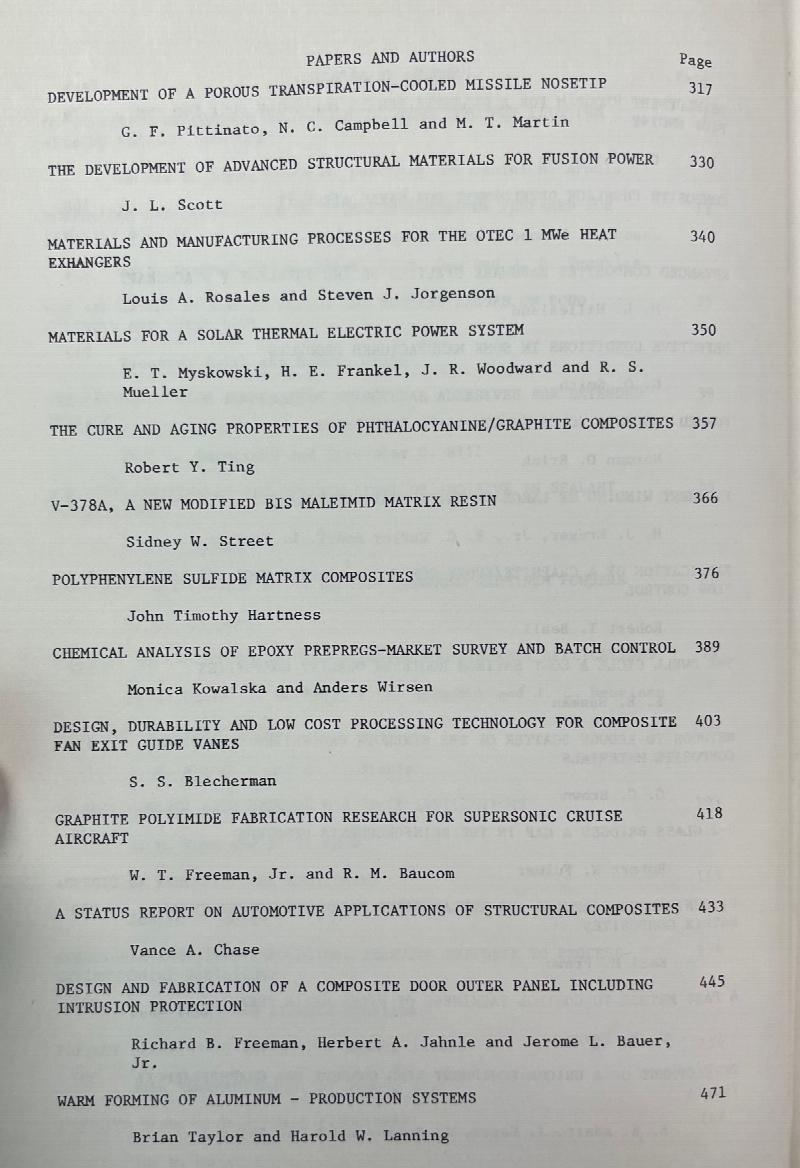 PAPERS AND AUTHORS Page
DEVELOPMENT OF A POROUS TRANSPIRATION-COOLED MISSILE NOSETIP 317
G. F. Pittinato, N. C. Campbell and M. T. Martin
THE DEVELOPMENT OF ADVANCED STRUCTURAL MATERIALS FOR FUSION POWER 330
J. L. Scott
MATERIALS AND MANUFACTURING PROCESSES FOR THE OTEC 1 MWe HEAT 340
EXHANGERS
Louis A. Rosales and Steven J. Jorgenson
MATERIALS FOR A SOLAR THERMAL ELECTRIC POWER SYSTEM 350
E. T. Myskowski, H. E. Frankel, J. R. Woodward and R. S.
Mueller
THE CURE AND AGING PROPERTIES OF PHTHALOCYANINE/GRAPHITE COMPOSITES 357
Robert Y. Ting
V-378A, A NEW MODIFIED BIS MALEIMID MATRIX RESIN 366
Sidney W. Street
POLYPHENYLENE SULFIDE MATRIX COMPOSITES 376
John Timothy Hartness
CHEMICAL ANALYSIS OF EPOXY PREPREGS-MARKET SURVEY AND BATCH CONTROL 389
Monica Kowalska and Anders Wirsen
DESIGN, DURABILITY AND LOW COST PROCESSING TECHNOLOGY FOR COMPOSITE 403
FAN EXIT GUIDE VANES
S. S. Blecherman
GRAPHITE POLYIMIDE FABRICATION RESEARCH FOR SUPERSONIC CRUISE 418
AIRCRAFT
W. T. Freeman, Jr. and R. M. Baucom
A STATUS REPORT ON AUTOMOTIVE APPLICATIONS OF STRUCTURAL COMPOSITES 433
Vance A. Chase
DESIGN AND FABRICATION OF A COMPOSITE DOOR OUTER PANEL INCLUDING 445
INTRUSION PROTECTION
Richard B. Freeman, Herbert A. Jahnle and Jerome L. Bauer,
Jr.
WARM FORMING OF ALUMINUM - PRODUCTION SYSTEMS 471
Brian Taylor and Harold W. Lanning